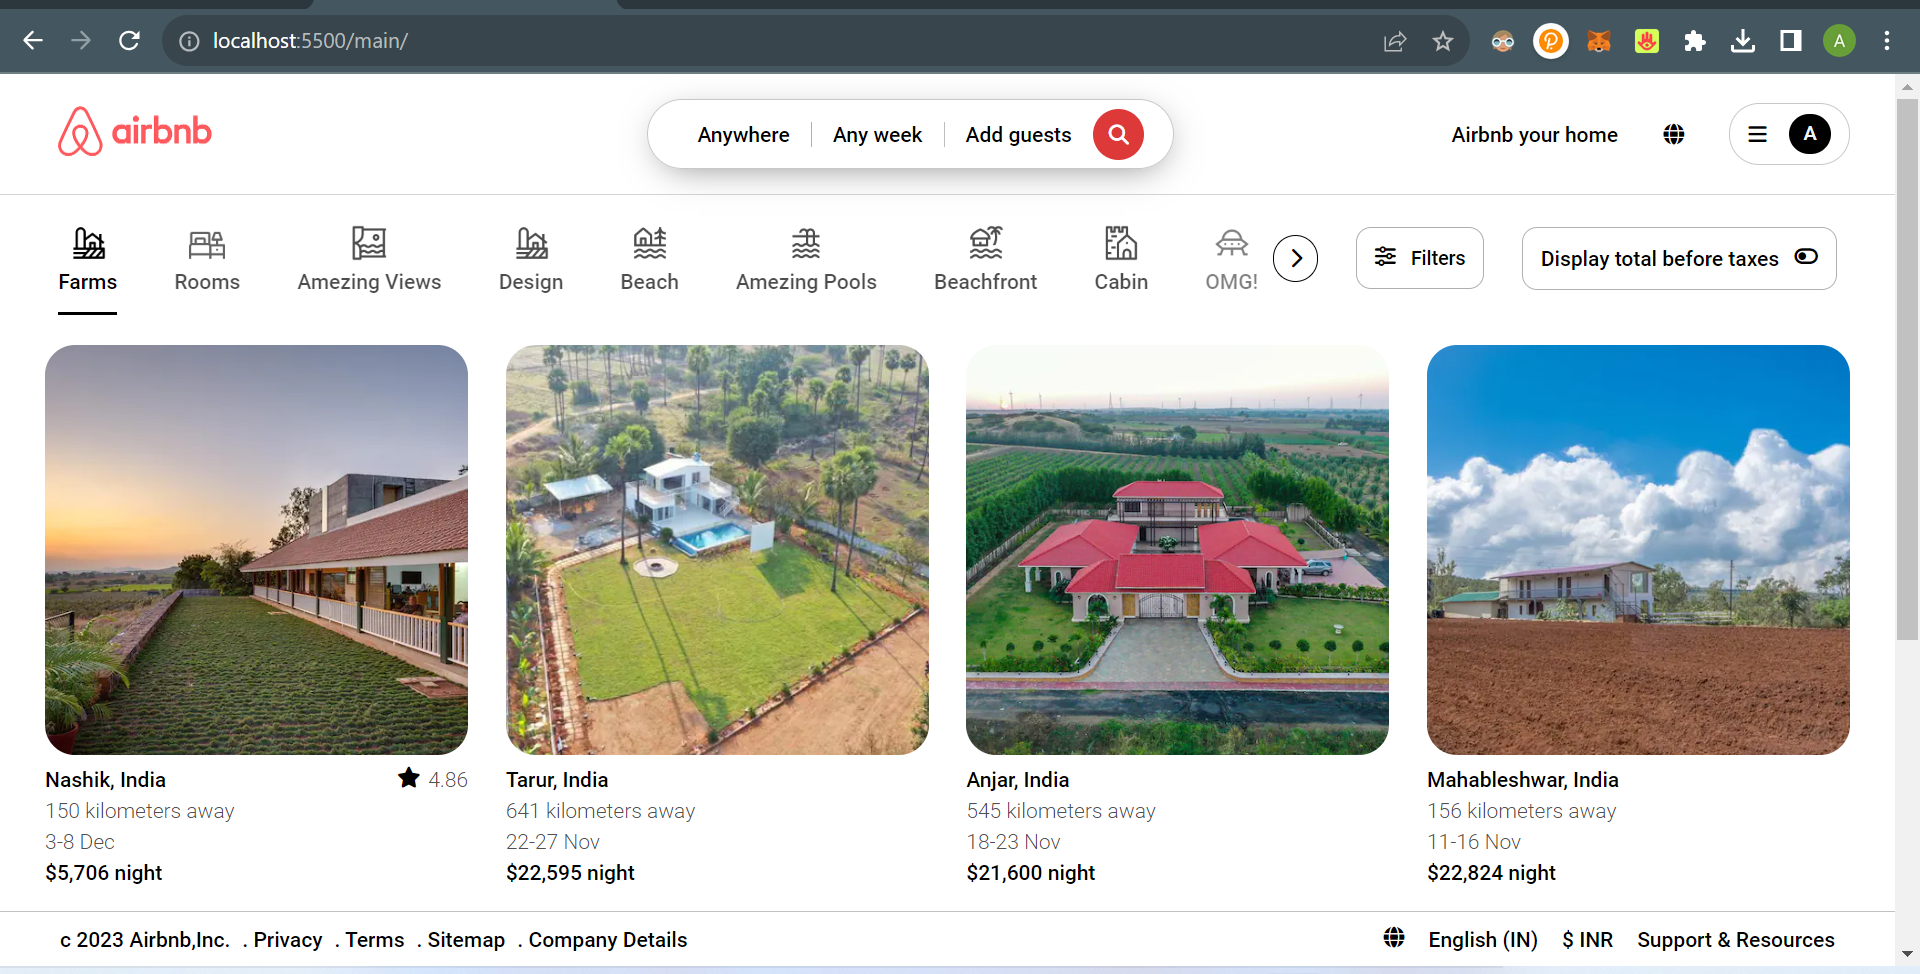 localhost:5500/main/
A
airbnb
Anywhere
Any week
Add guests
Airbnb your home
A
Farms
Rooms
Amezing Views
Design
Beach
Amezing Pools
Beachfront
Cabin
OMG!
Filters
Display total before taxes
Nashik, India
4.86
150 kilometers away
3-8 Dec
$5,706 night
Tarur, India
641 kilometers away
22-27 Nov
$22,595 night
Anjar, India
545 kilometers away
18-23 Nov
$21,600 night
Mahableshwar, India
156 kilometers away
11-16 Nov
$22,824 night
c 2023 Airbnb,Inc. . Privacy . Terms . Sitemap . Company Details
English (IN) $ INR Support & Resources